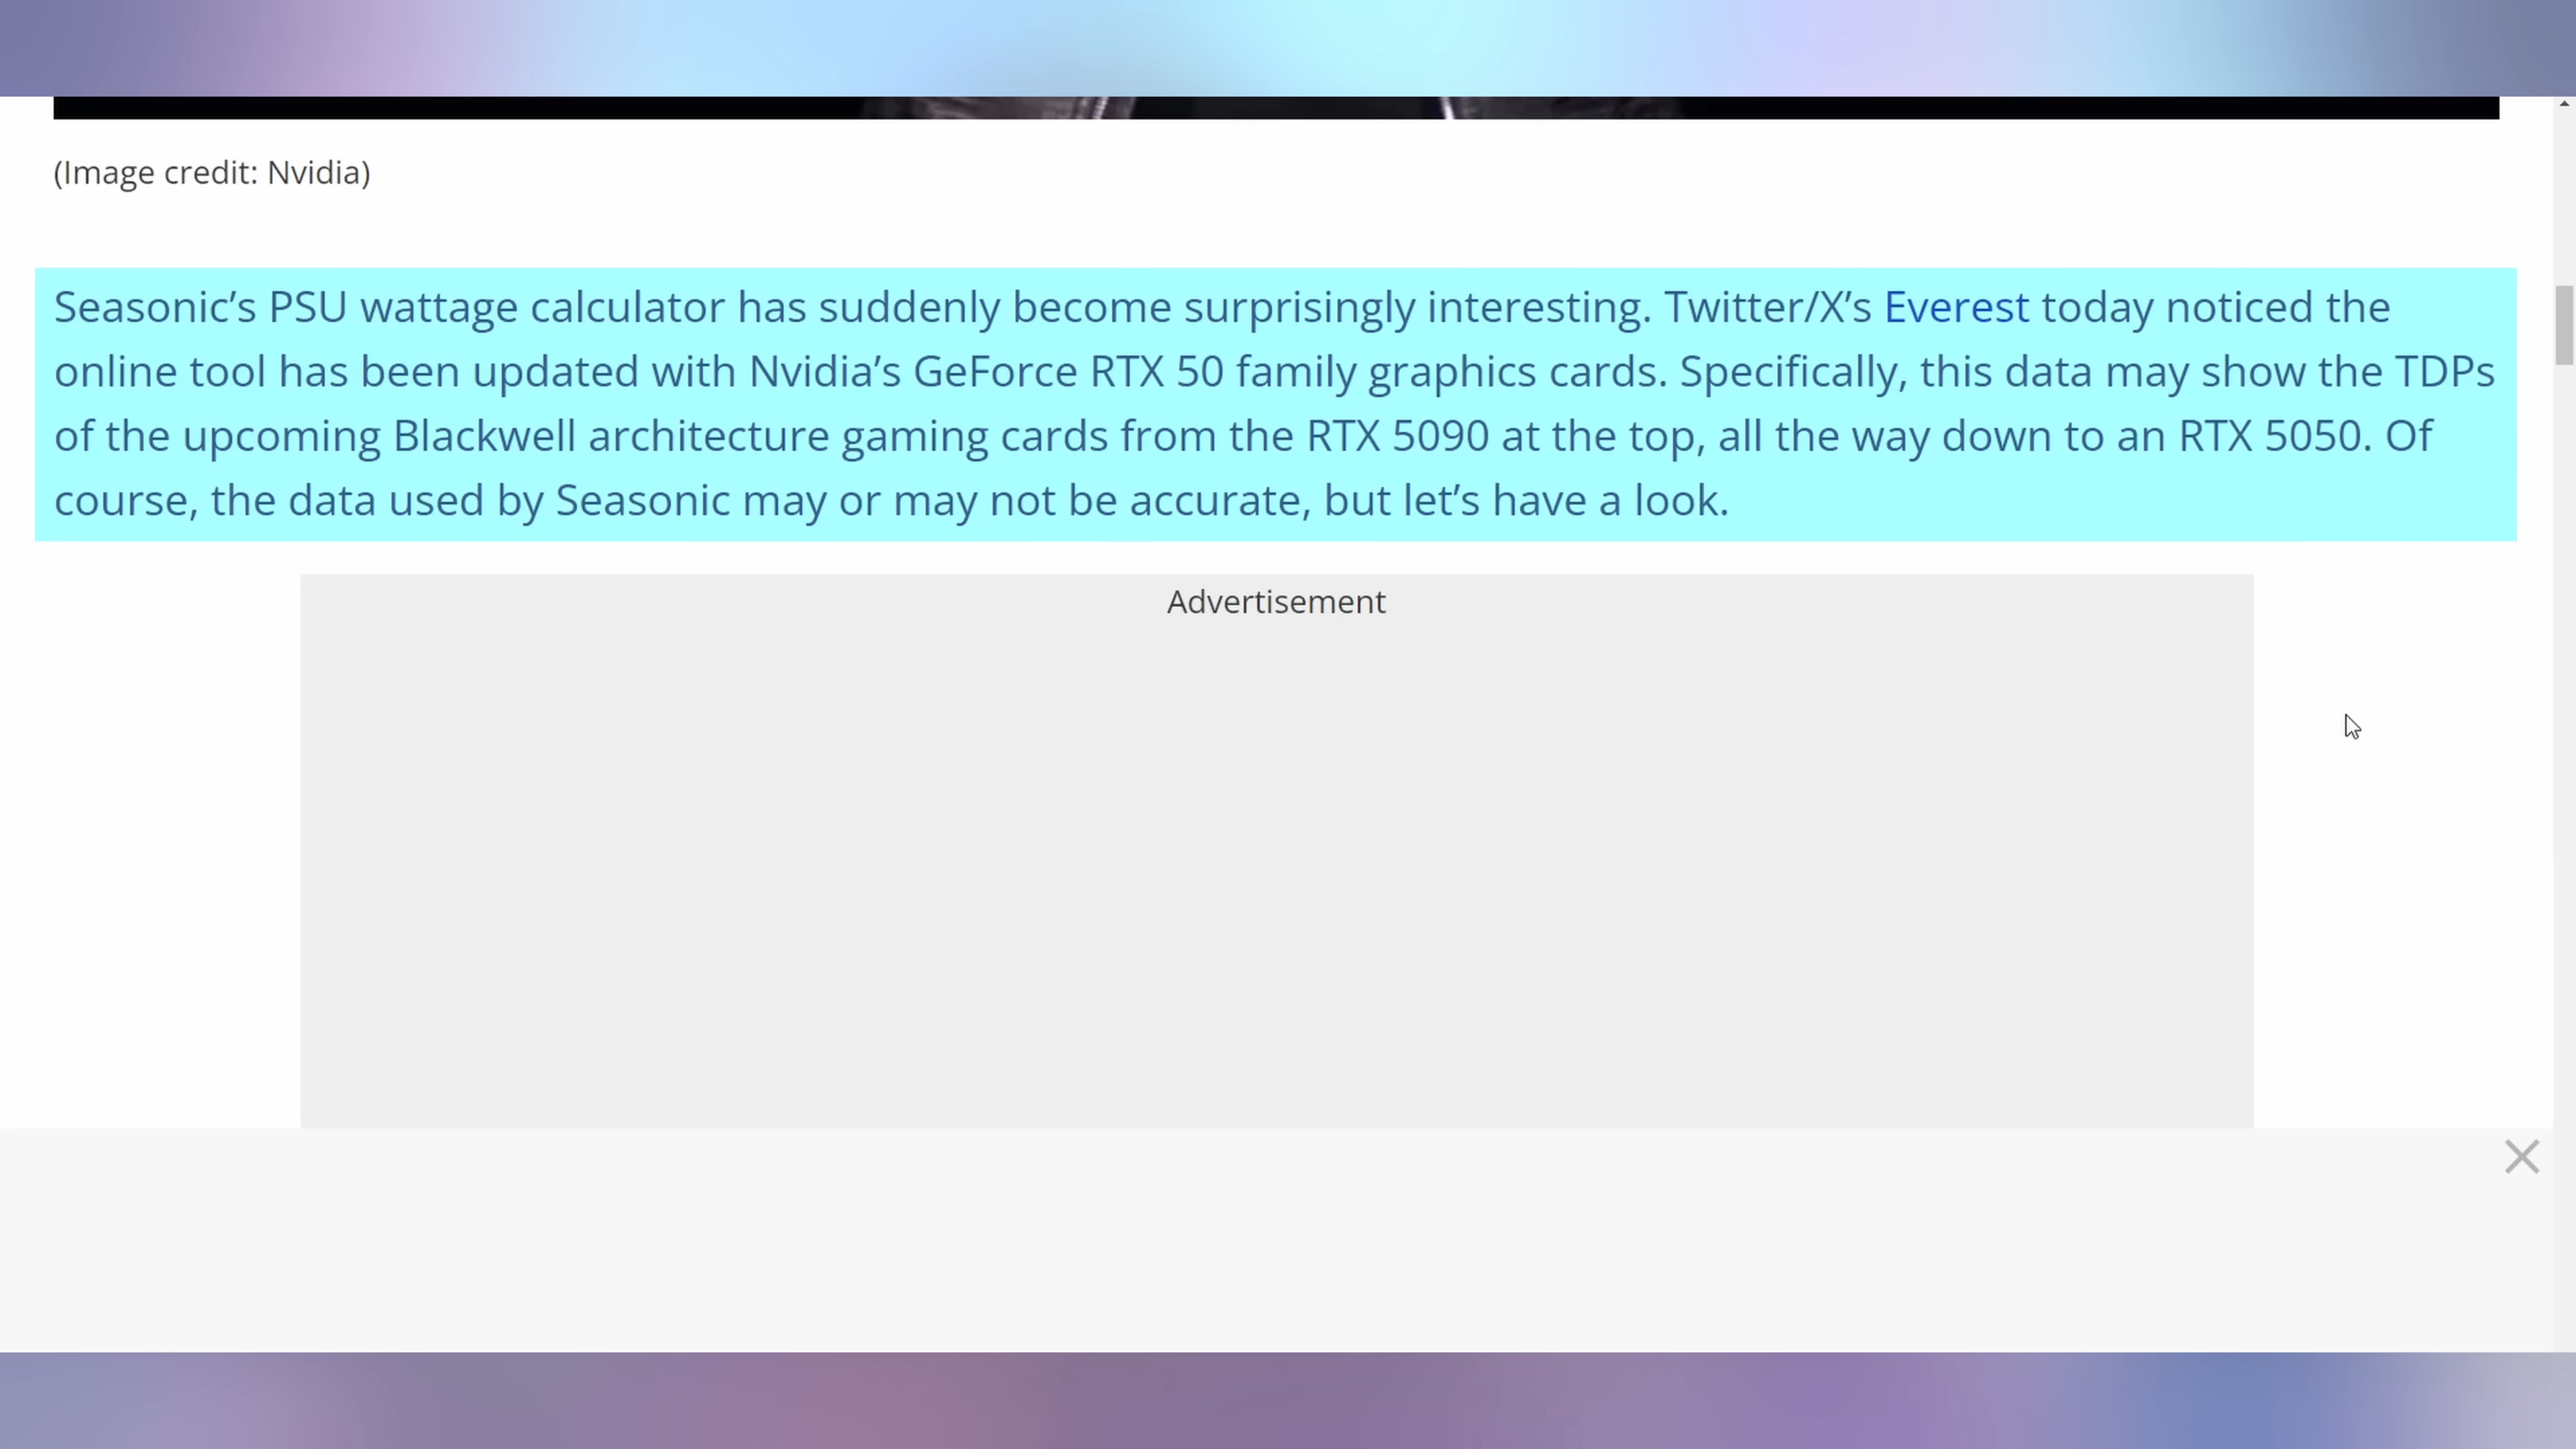 (Image credit: Nvidia)
Seasonic’s PSU wattage calculator has suddenly become surprisingly interesting. Twitter/X’s Everest today noticed the
online tool has been updated with Nvidia’s GeForce RTX 50 family graphics cards. Specifically, this data may show the TDPs
of the upcoming Blackwell architecture gaming cards from the RTX 5090 at the top, all the way down to an RTX 5050. Of
course, the data used by Seasonic may or may not be accurate, but let’s have a look.
Advertisement